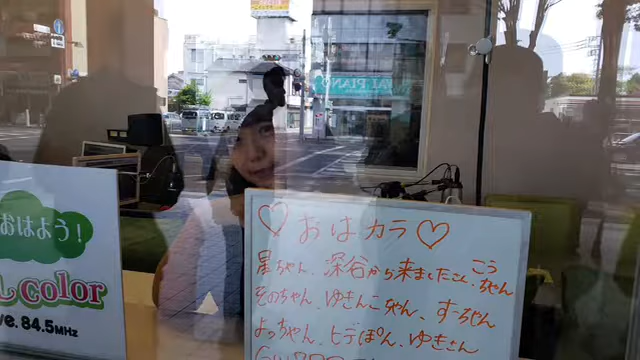 おはよう!
color
e. 84.5MHz
PIANO
♡おはカラ♡
星ちゃん、深谷から来ましたこん、こうちゃん
そのちゃん、ゆきんこちゃん、すーちゃん
よっちゃん、ヒデぽん、ゆきさん